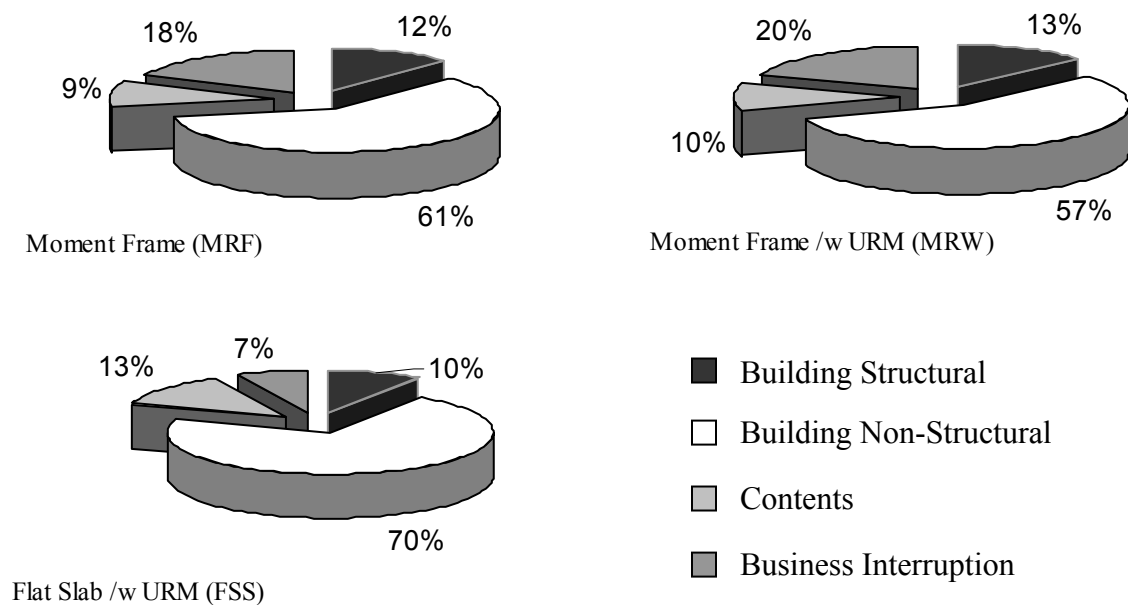 18%
12%
9%
61%
Moment Frame (MRF)
20%
13%
10%
57%
Moment Frame /w URM (MRW)
13%
7%
10%
70%
Flat Slab /w URM (FSS)
Building Structural
Building Non-Structural
Contents
Business Interruption